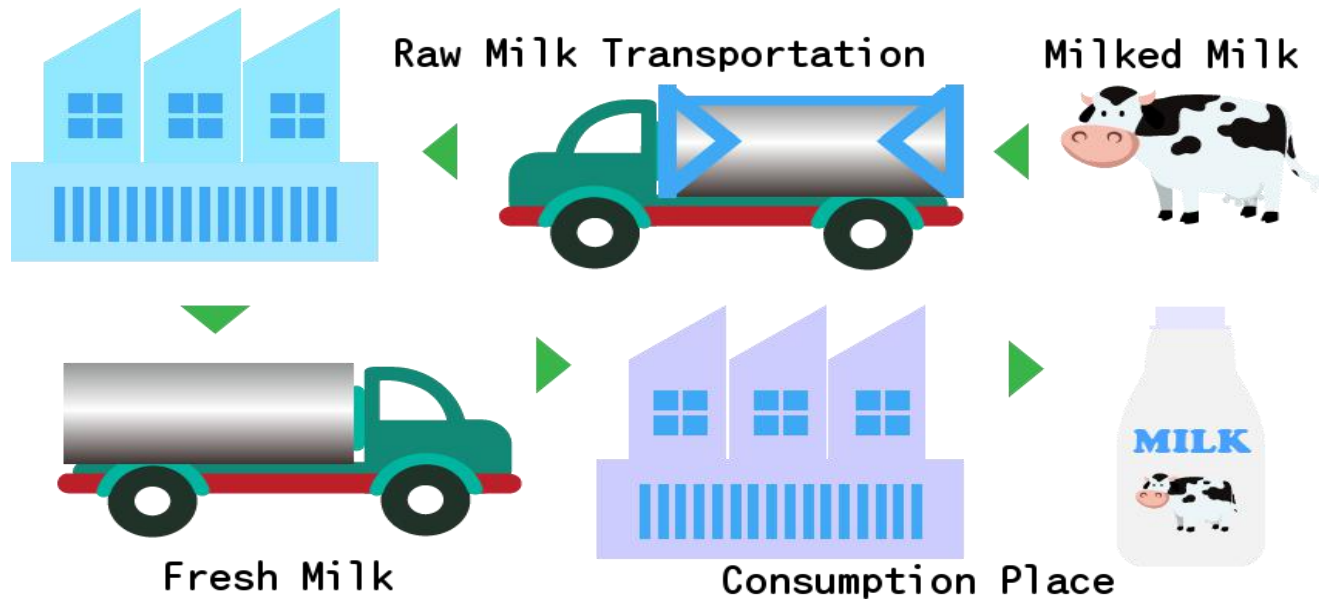 Raw Milk Transportation
Milked Milk
MILK
Fresh Milk
Consumption Place